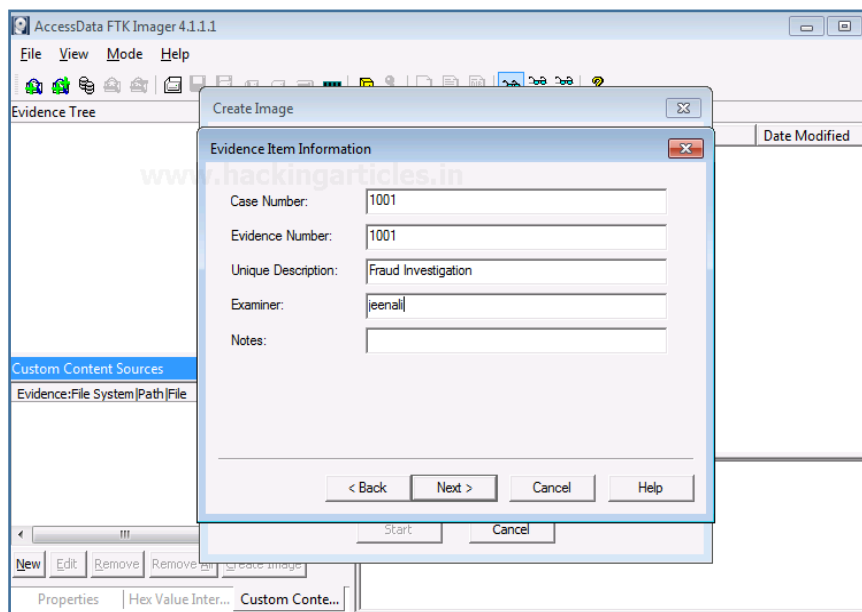 AccessData FTK Imager 4.1.1.1
File View Mode Help
Evidence Tree
Create Image
Date Modified
Evidence Item Information
www.hackingarticles.in
Case Number: 1001
Evidence Number: 1001
Unique Description: Fraud Investigation
Examiner: jeenali
Notes:
Custom Content Sources
Evidence:File System|Path|File
< Back Next > Cancel Help
Start Cancel
New Edit Remove Remove All Create Image
Properties Hex Value Inter... Custom Conte...